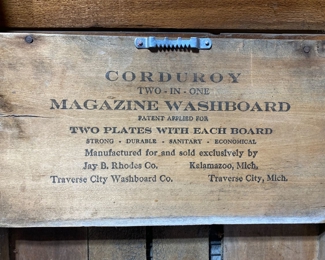 CORDUROY
TWO-IN-ONE
MAGAZINE WASHBOARD
PATENT APPLIED FOR
TWO PLATES WITH EACH BOARD
STRONG - DURABLE - SANITARY - ECONOMICAL
Manufactured for and sold exclusively by
Jay B. Rhodes Co. Kalamazoo, Mich.
Traverse City Washboard Co. Traverse City, Mich.